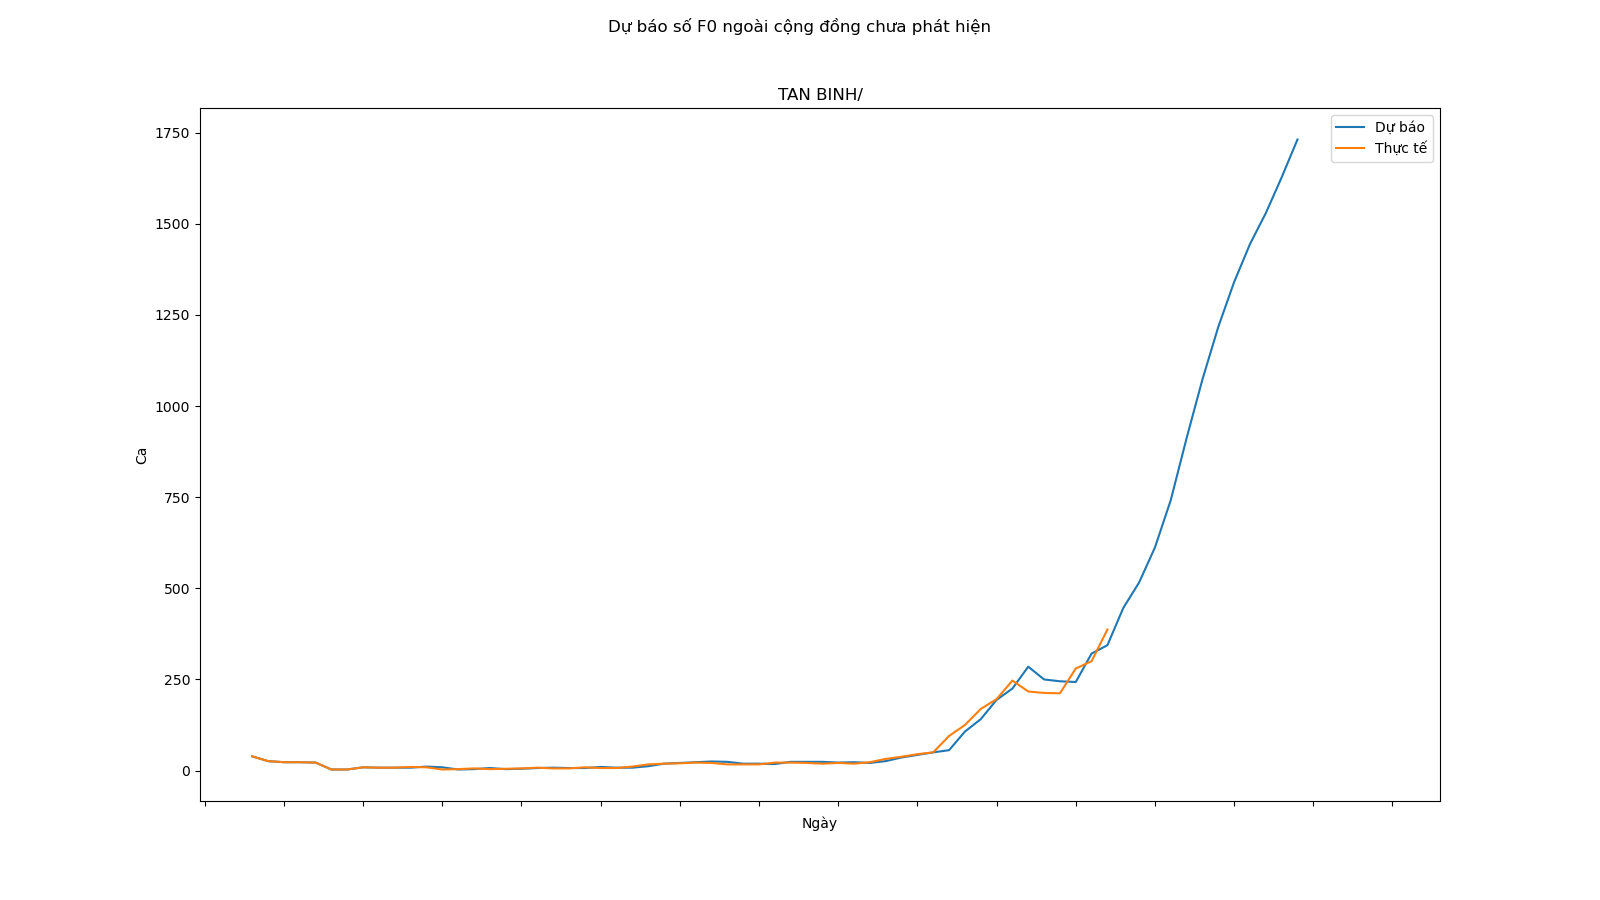 Dự báo số F0 ngoài cộng đồng chưa phát hiện
TAN BINH/
Dự báo
Thực tế
1750
1500
1250
1000
750
500
250
0
Ca
Ngày